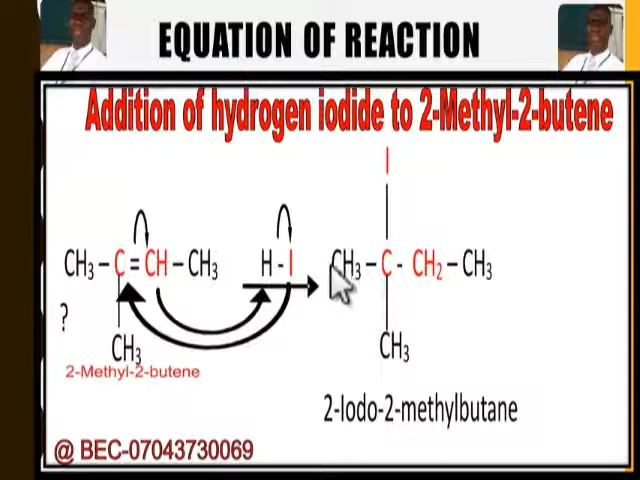 EQUATION OF REACTION
Addition of hydrogen iodide to 2-Methyl-2-butene
I
CH₃ – C = CH – CH₃ H - I CH₃ – C - CH₂ – CH₃
?
CH₃ CH₃
2-Methyl-2-butene
2-Iodo-2-methylbutane
@ BEC-07043730069